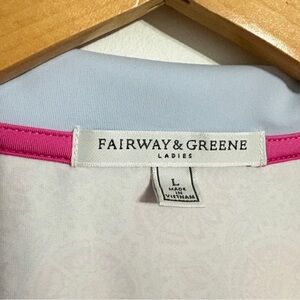 FAIRWAY & GREENE
LADIES
L
MADE
IN
VIETNAM